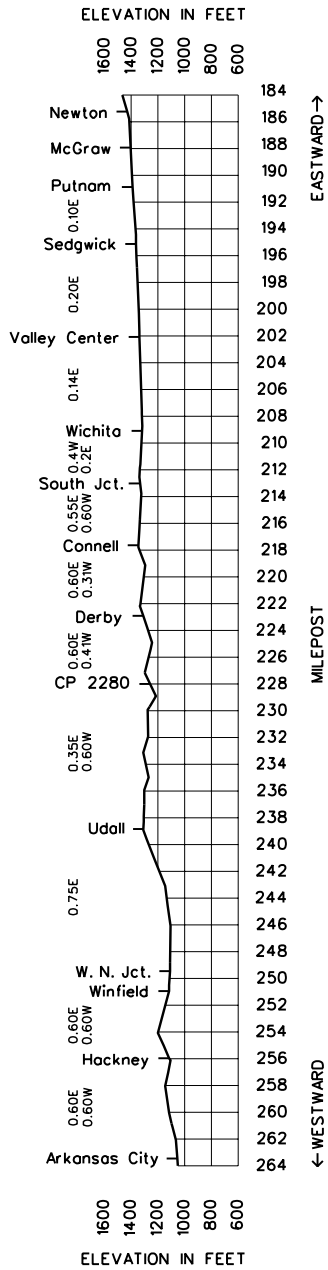 ELEVATION IN FEET
1600 1400 1200 1000 800 600
184
EASTWARD→
Newton
186
McGraw
188
190
Putnam
192
0.10E
194
Sedgwick
196
198
0.20E
200
Valley Center
202
204
0.14E
206
208
Wichita
210
0.4W
0.2E
212
South Jct.
214
0.55E
0.60W
216
Connell
218
0.60E
0.31W
220
222
Derby
224
0.60E
0.41W
226
MILEPOST
CP 2280
228
230
232
0.35E
0.60W
234
236
238
Udall
240
242
0.75E
244
246
248
W. N. Jct.
250
Winfield
252
0.60E
0.60W
254
Hackney
256
258
0.60E
0.60W
260
262
Arkansas City
264
←WESTWARD
1600 1400 1200 1000 800 600
ELEVATION IN FEET